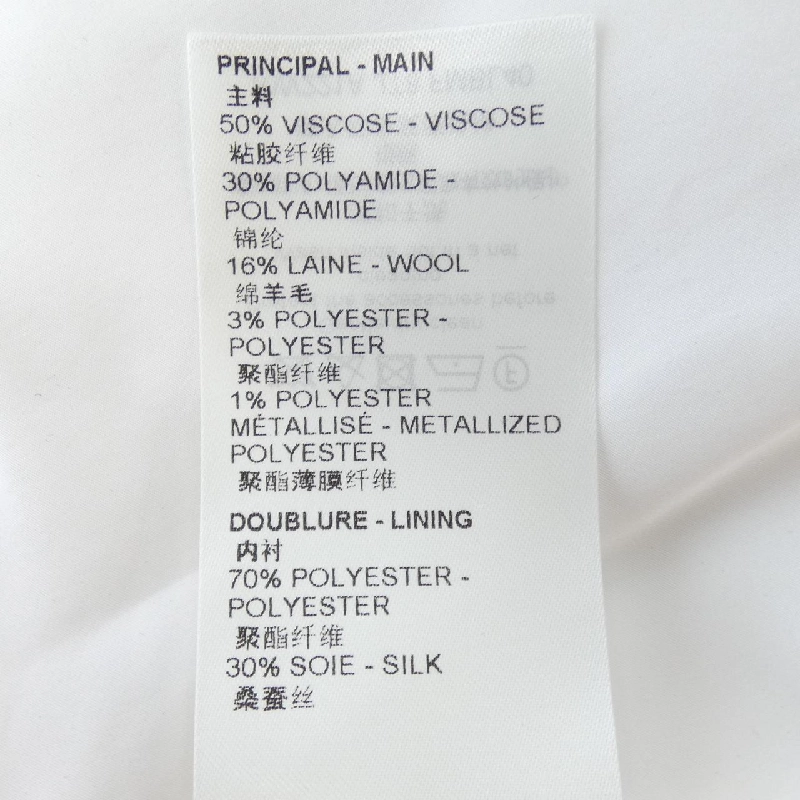 PRINCIPAL - MAIN
主料
50% VISCOSE - VISCOSE
粘胶纤维
30% POLYAMIDE -
POLYAMIDE
锦纶
16% LAINE - WOOL
绵羊毛
3% POLYESTER -
POLYESTER
聚酯纤维
1% POLYESTER
MÉTALLISÉ - METALLIZED
POLYESTER
聚酯薄膜纤维
DOUBLURE - LINING
内衬
70% POLYESTER -
POLYESTER
聚酯纤维
30% SOIE - SILK
桑蚕丝